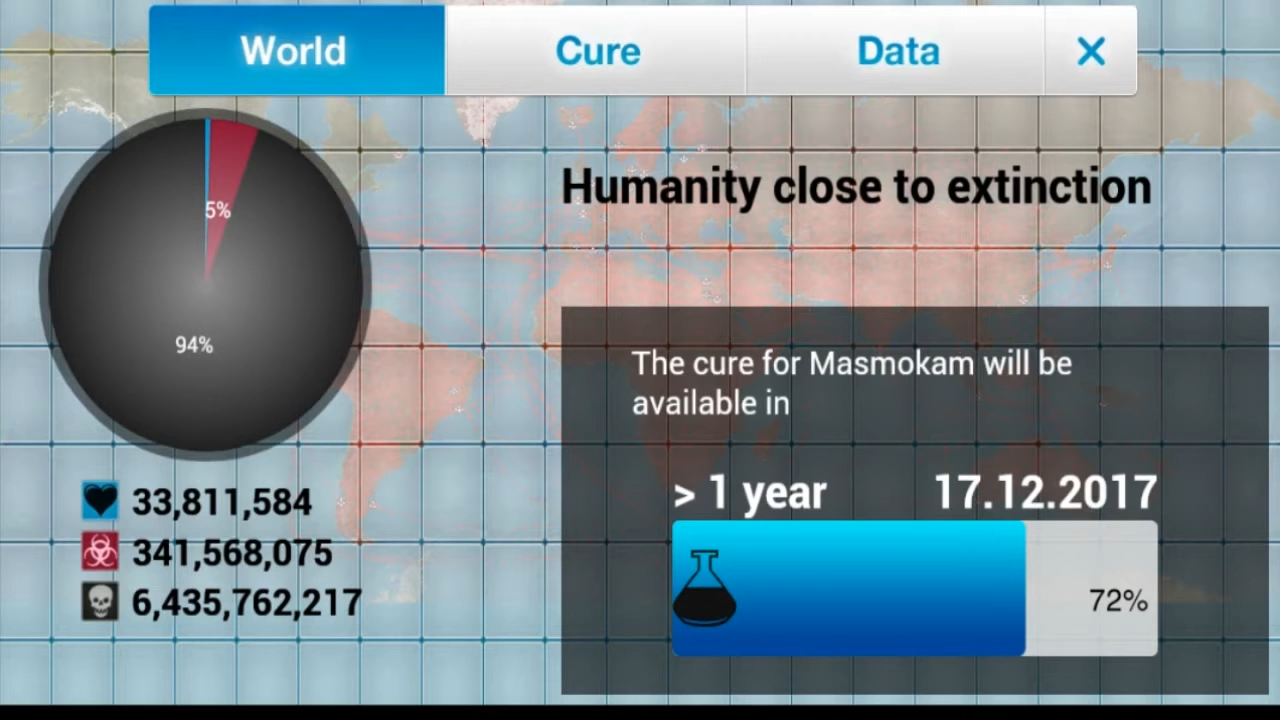 World
Cure
Data
X
5%
94%
Humanity close to extinction
33,811,584
341,568,075
6,435,762,217
The cure for Masmokam will be
available in
> 1 year
17.12.2017
72%